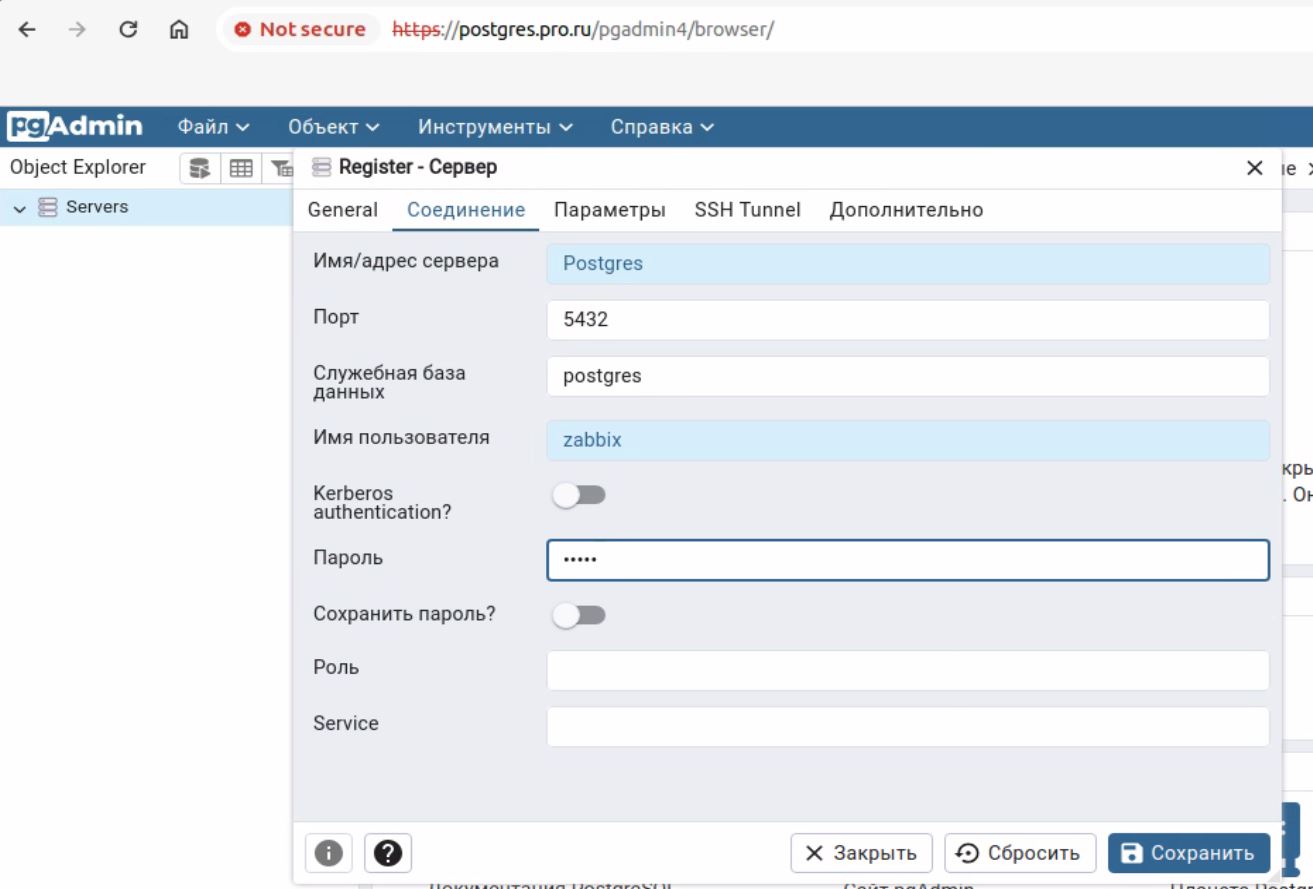 Not secure https://postgres.pro.ru/pgadmin4/browser/
pgAdmin Файл Объект Инструменты Справка
Object Explorer
Register - Сервер
Servers
General Соединение Параметры SSH Tunnel Дополнительно
Имя/адрес сервера Postgres
Порт 5432
Служебная база
данных
postgres
Имя пользователя zabbix
Kerberos
authentication?
Пароль •••••
Сохранить пароль?
Роль
Service
Закрыть Сбросить Сохранить